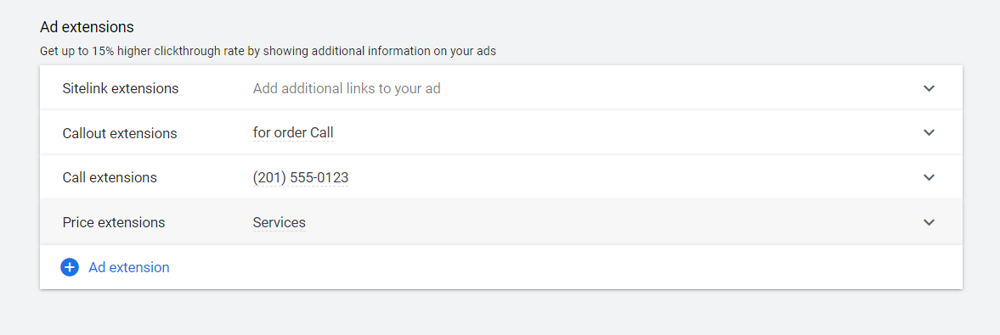 Ad extensions
Get up to 15% higher clickthrough rate by showing additional information on your ads
Sitelink extensions Add additional links to your ad
Callout extensions for order Call
Call extensions (201) 555-0123
Price extensions Services
Ad extension